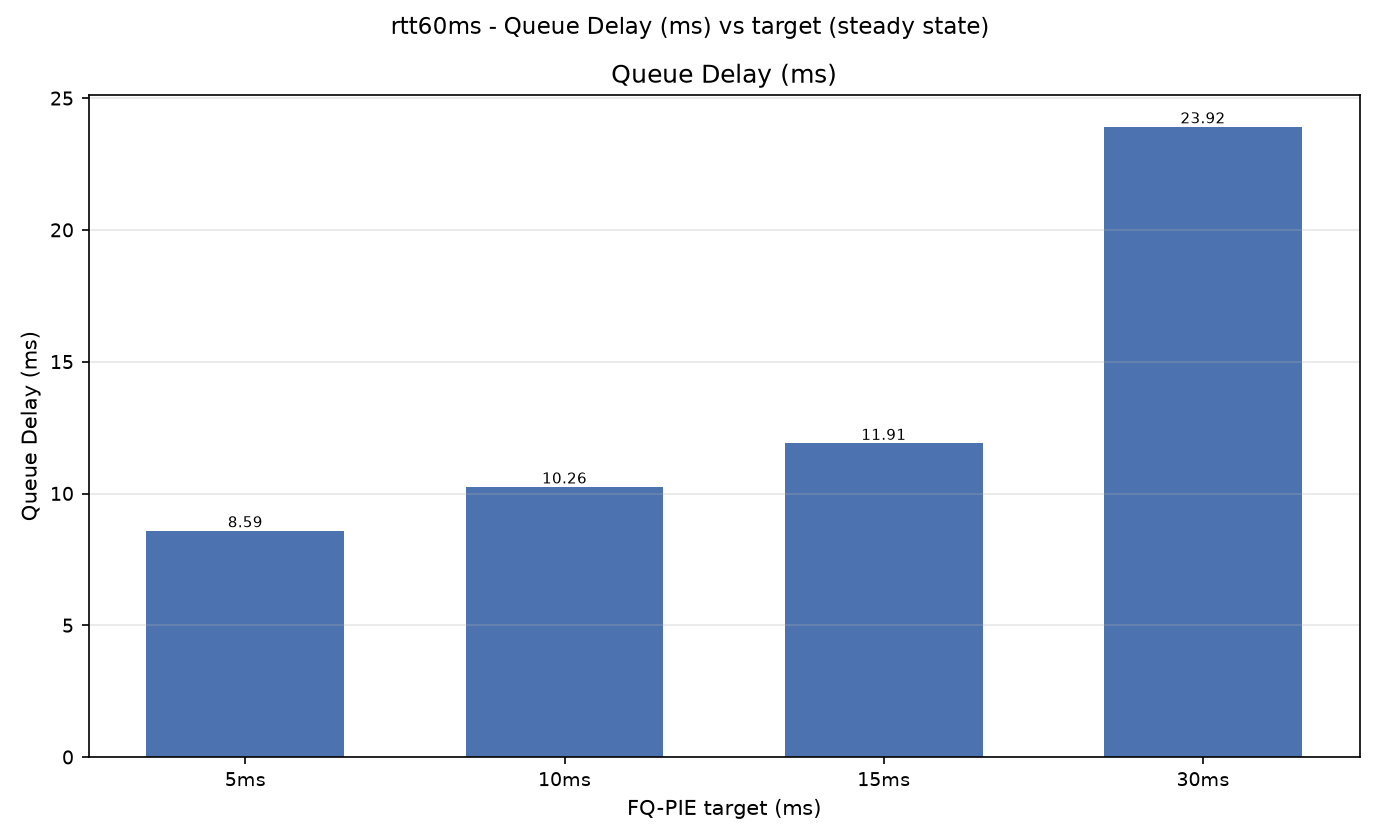 rtt60ms - Queue Delay (ms) vs target (steady state)
Queue Delay (ms)
Queue Delay (ms)
25
20
15
10
5
0
8.59
10.26
11.91
23.92
5ms
10ms
15ms
30ms
FQ-PIE target (ms)